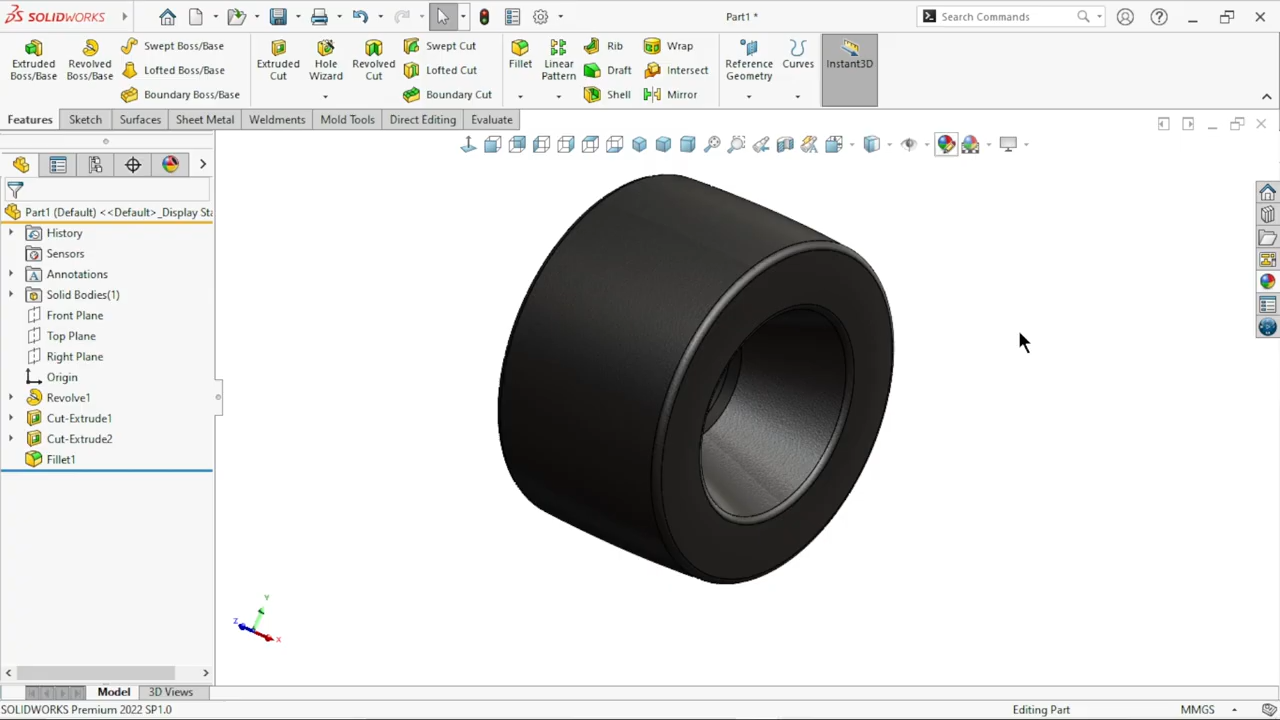 SOLIDWORKS
Part1 *
Search Commands
Extruded Boss/Base
Revolved Boss/Base
Swept Boss/Base
Lofted Boss/Base
Boundary Boss/Base
Extruded Cut
Hole Wizard
Revolved Cut
Swept Cut
Lofted Cut
Boundary Cut
Fillet
Linear Pattern
Rib
Draft
Shell
Wrap
Intersect
Mirror
Reference Geometry
Curves
Instant3D
Features
Sketch
Surfaces
Sheet Metal
Weldments
Mold Tools
Direct Editing
Evaluate
Part1 (Default) <<Default>_Display Sta
History
Sensors
A Annotations
Solid Bodies(1)
Front Plane
Top Plane
Right Plane
Origin
Revolve1
Cut-Extrude1
Cut-Extrude2
Fillet1
Y
Z
X
Model
3D Views
SOLIDWORKS Premium 2022 SP1.0
Editing Part
MMGS